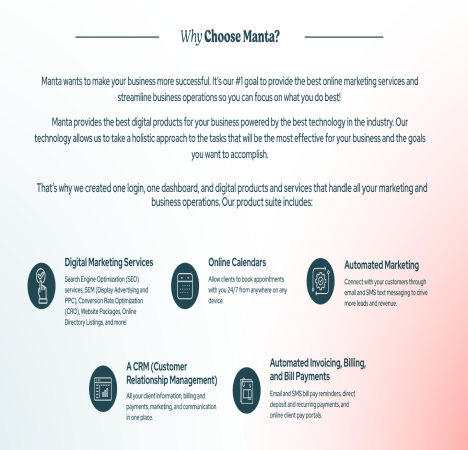 Why Choose Manta?
Manta wants to make your business more successful. It's our #1 goal to provide the best online marketing services and
streamline business operations so you can focus on what you do best!
Manta provides the best digital products for your business powered by the best technology in the industry. Our
technology allows us to take a holistic approach to the tasks that will be the most effective for your business and the goals
you want to accomplish.
That's why we created one login, one dashboard, and digital products and services that handle all your marketing and
business operations. Our product suite includes:
Digital Marketing Services
Search Engine Optimization (SEO)
services, SEM (Display Advertising and
PPC), Conversion Rate Optimization
(CRO), Website Packages, Online
Directory Listings, and more!
Online Calendars
Allow clients to book appointments
with you 24/7 from anywhere on any
device.
Automated Marketing
Connect with your customers through
email and SMS text messaging to drive
more leads and revenue.
A CRM (Customer
Relationship Management)
All your client information, billing and
payments, marketing, and communication
in one place.
Automated Invoicing, Billing,
and Bill Payments
Email and SMS bill pay reminders, direct
deposit and recurring payments, and
online client pay portals.